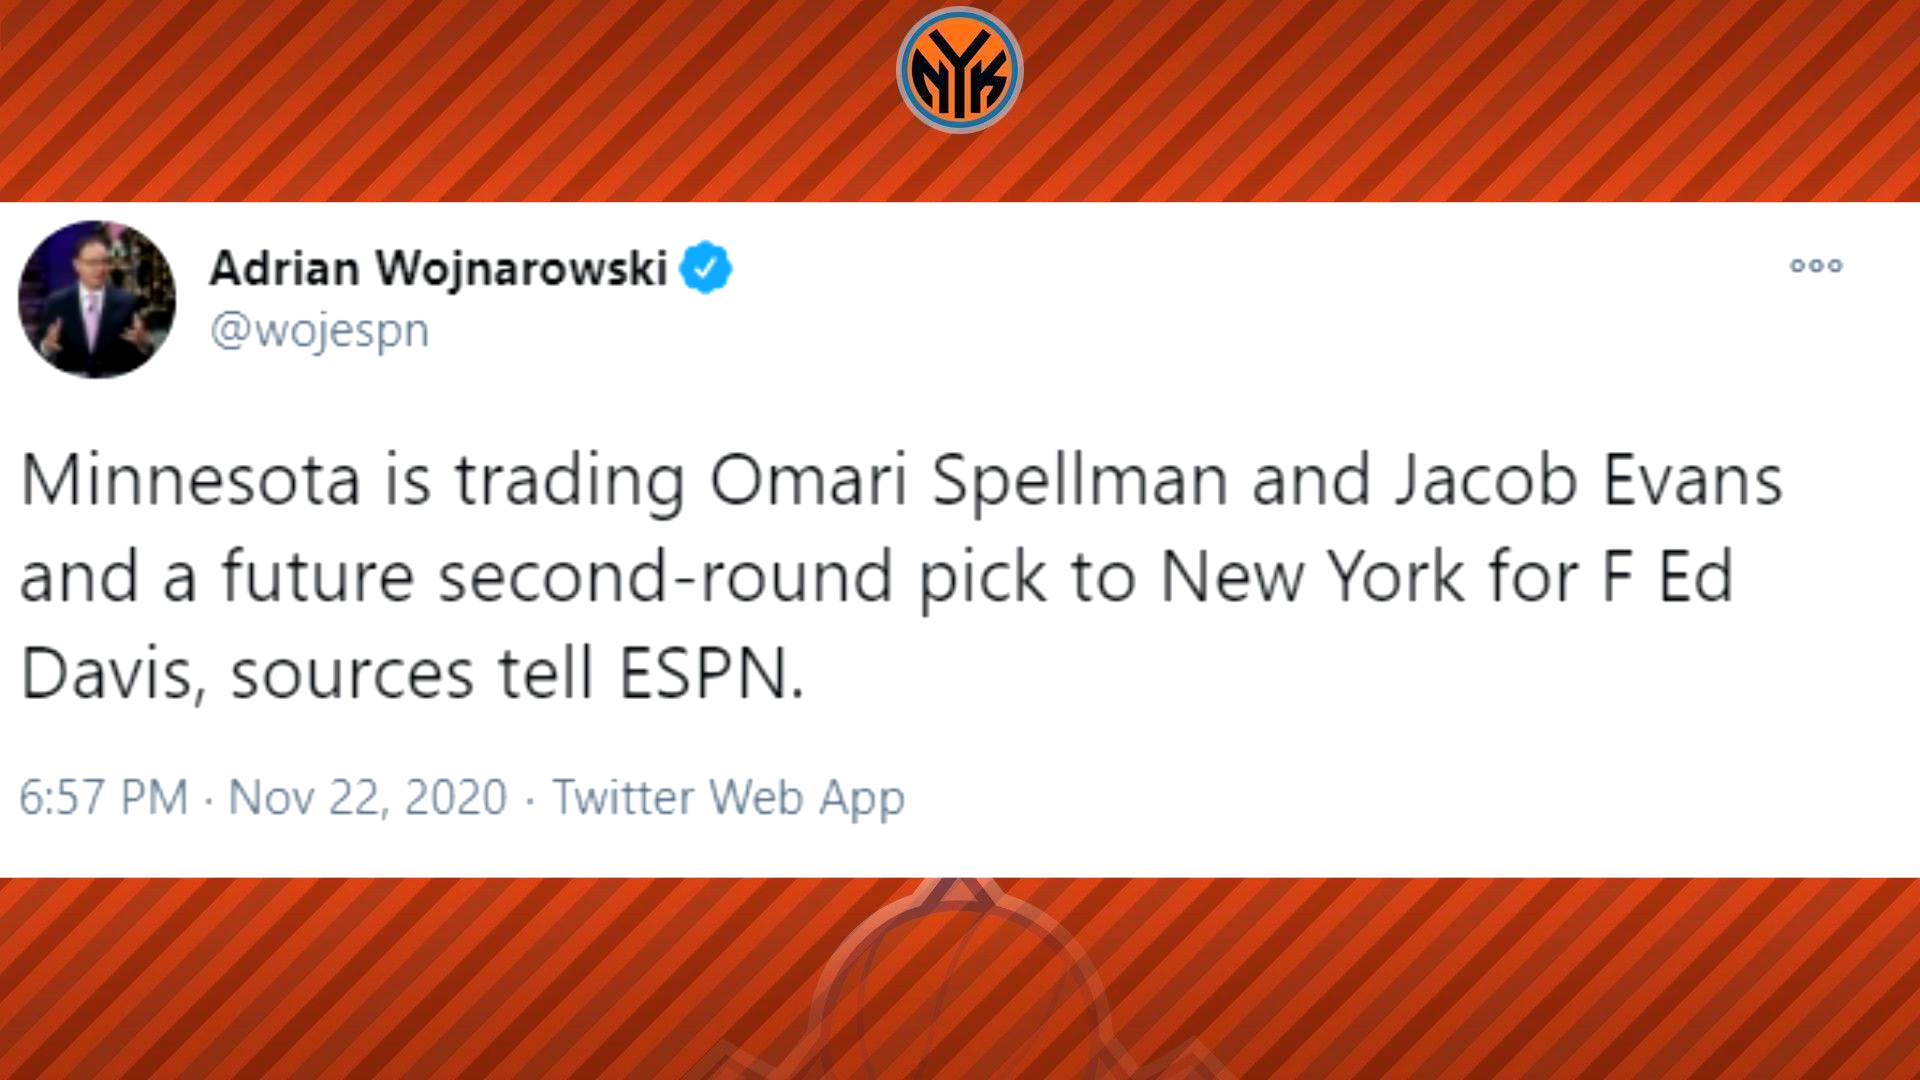 NYK
Adrian Wojnarowski
@wojespn
Minnesota is trading Omari Spellman and Jacob Evans
and a future second-round pick to New York for F Ed
Davis, sources tell ESPN.
6:57 PM · Nov 22, 2020 · Twitter Web App